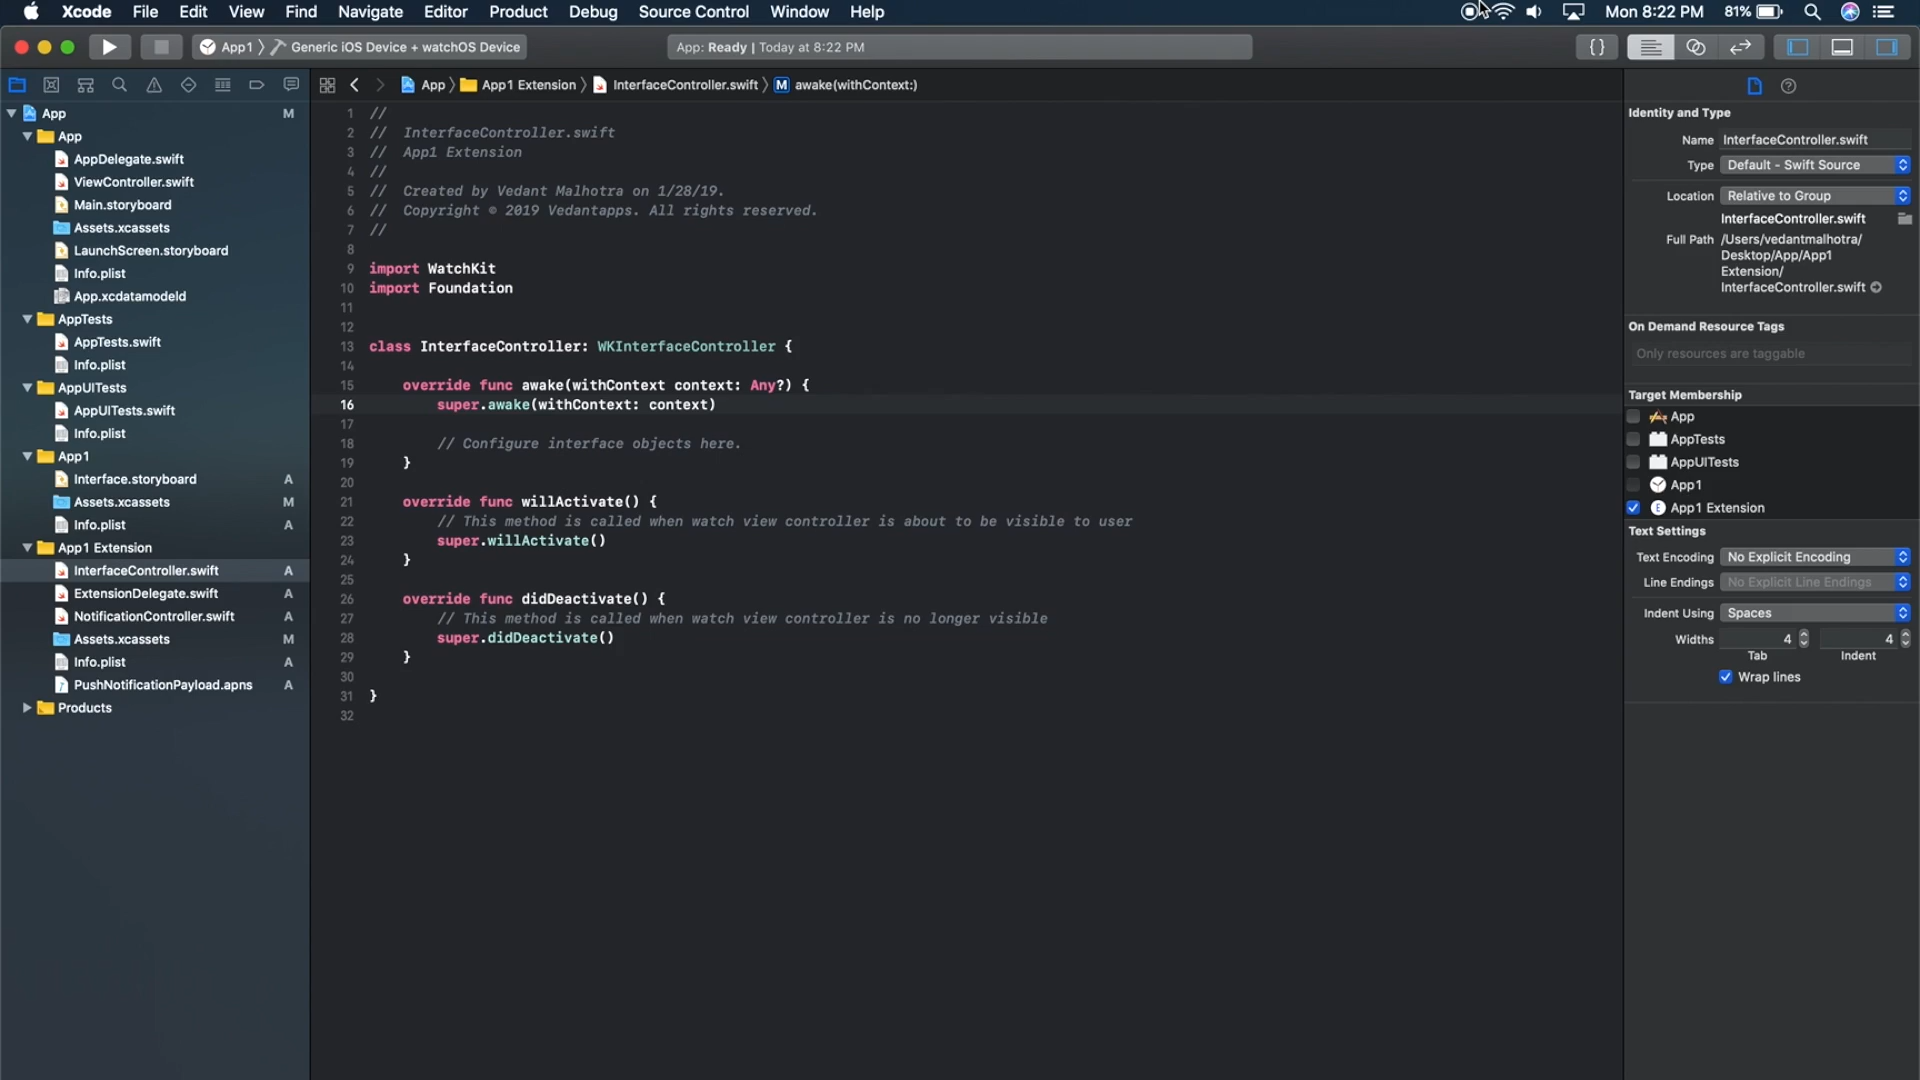 Xcode File Edit View Find Navigate Editor Product Debug Source Control Window Help Mon 8:22 PM 81%
App1 Generic iOS Device + watchOS Device
App: Ready | Today at 8:22 PM
App App1 Extension InterfaceController.swift M awake(withContext:)
App M
App
AppDelegate.swift
ViewController.swift
Main.storyboard
Assets.xcassets
LaunchScreen.storyboard
Info.plist
App.xcdatamodeld
AppTests
AppTests.swift
Info.plist
AppUITests
AppUITests.swift
Info.plist
App1
Interface.storyboard A
Assets.xcassets M
Info.plist A
App1 Extension
InterfaceController.swift A
ExtensionDelegate.swift A
NotificationController.swift A
Assets.xcassets M
Info.plist A
PushNotificationPayload.apns A
Products
1 //
2 // InterfaceController.swift
3 // App1 Extension
4 //
5 // Created by Vedant Malhotra on 1/28/19.
6 // Copyright © 2019 Vedantapps. All rights reserved.
7 //
8
9 import WatchKit
10 import Foundation
11
12
13 class InterfaceController: WKInterfaceController {
14
15 override func awake(withContext context: Any?) {
16 super.awake(withContext: context)
17
18 // Configure interface objects here.
19 }
20
21 override func willActivate() {
22 // This method is called when watch view controller is about to be visible to user
23 super.willActivate()
24 }
25
26 override func didDeactivate() {
27 // This method is called when watch view controller is no longer visible
28 super.didDeactivate()
29 }
30
31 }
32
Identity and Type
Name InterfaceController.swift
Type Default - Swift Source
Location Relative to Group
InterfaceController.swift
Full Path /Users/vedantmalhotra/
Desktop/App/App1
Extension/
InterfaceController.swift
On Demand Resource Tags
Only resources are taggable
Target Membership
App
AppTests
AppUITests
App1
E App1 Extension
Text Settings
Text Encoding No Explicit Encoding
Line Endings No Explicit Line Endings
Indent Using Spaces
Widths 4 4
Tab Indent
Wrap lines